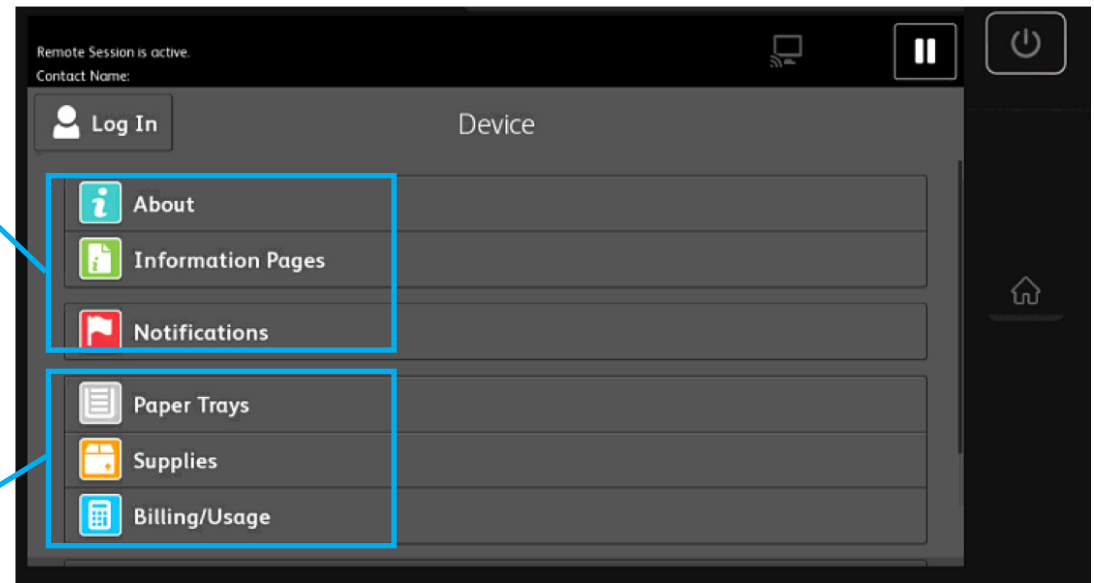 Remote Session is active.
Contact Name:
Log In
Device
About
Information Pages
Notifications
Paper Trays
Supplies
Billing/Usage